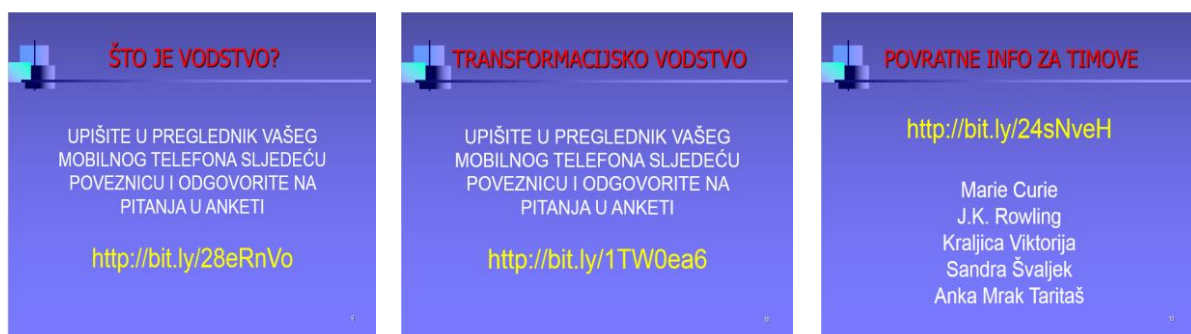 ŠTO JE VODSTVO?
UPIŠITE U PREGLEDNIK VAŠEG
MOBILNOG TELEFONA SLJEDEĆU
POVEZNICU I ODGOVORITE NA
PITANJA U ANKETI
http://bit.ly/28eRnVo
TRANSFORMACIJSKO VODSTVO
UPIŠITE U PREGLEDNIK VAŠEG
MOBILNOG TELEFONA SLJEDEĆU
POVEZNICU I ODGOVORITE NA
PITANJA U ANKETI
http://bit.ly/1TW0ea6
POVRATNE INFO ZA TIMOVE
http://bit.ly/24sNveH
Marie Curie
J.K. Rowling
Kraljica Viktorija
Sandra Švaljek
Anka Mrak Taritaš